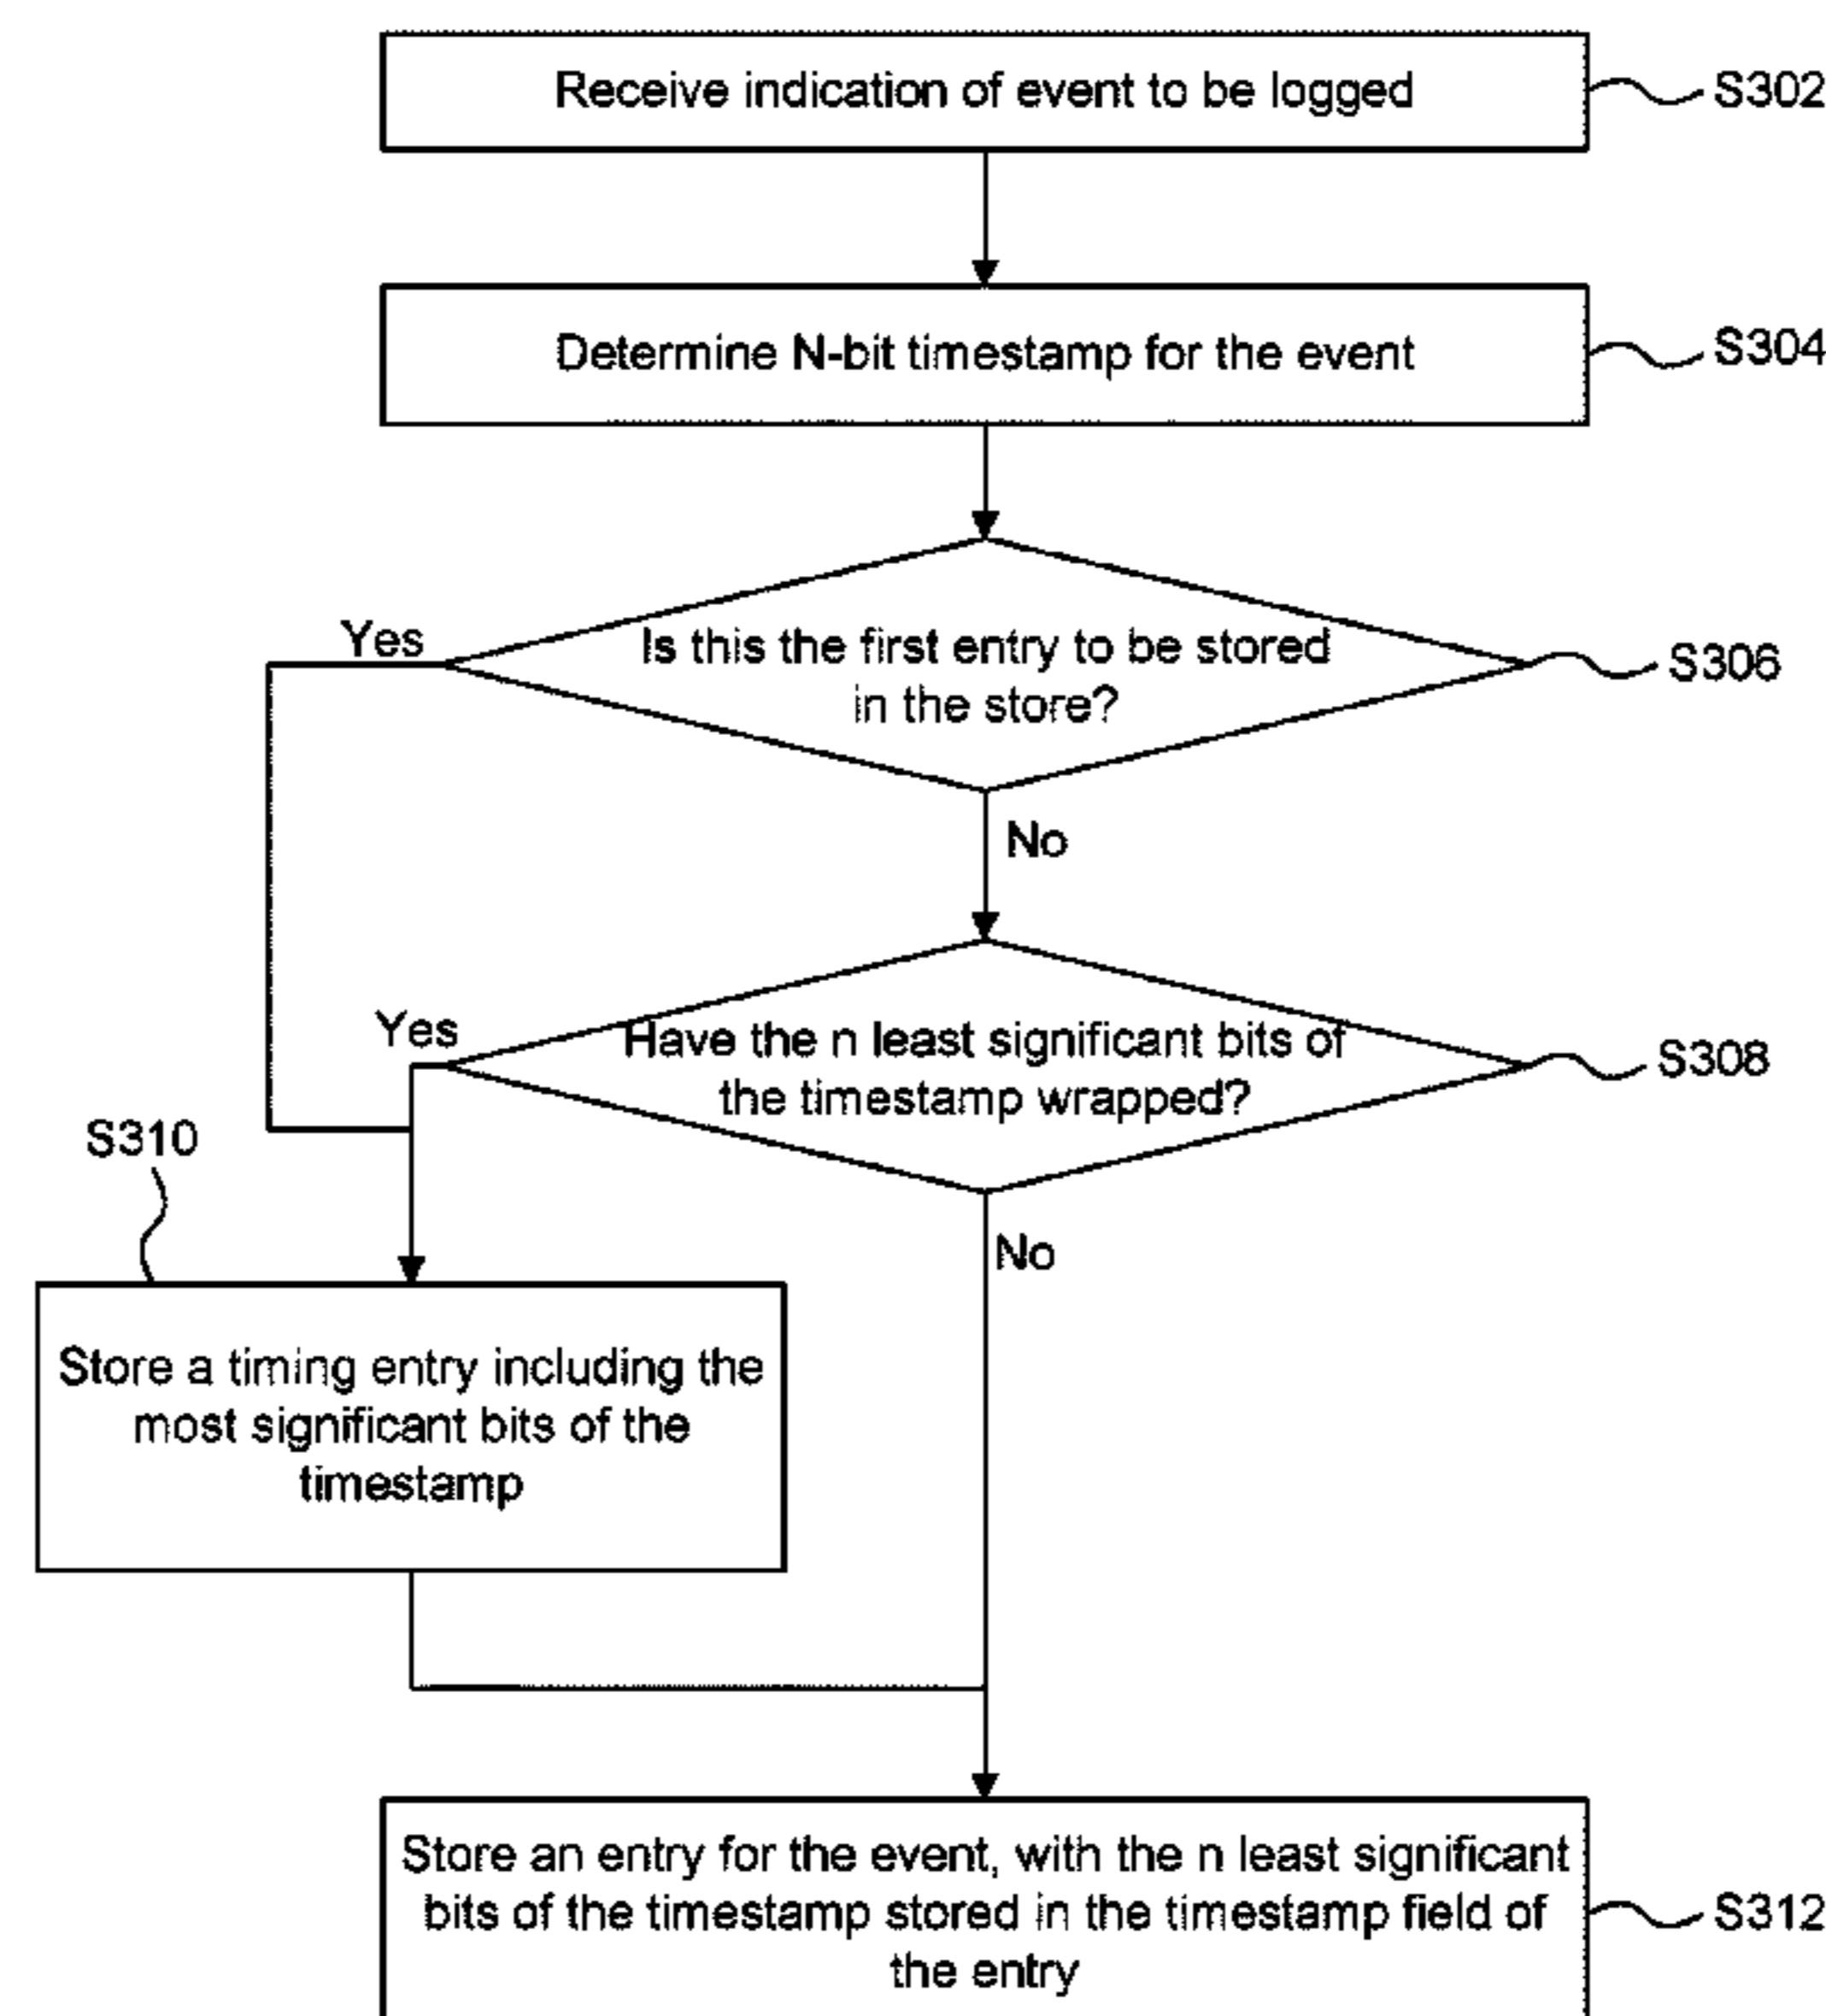 Receive indication of event to be logged
S302
Determine N-bit timestamp for the event
S304
Yes
Is this the first entry to be stored
in the store?
S306
No
Yes
Have the n least significant bits of
the timestamp wrapped?
S308
S310
No
Store a timing entry including the
most significant bits of the
timestamp
Store an entry for the event, with the n least significant
bits of the timestamp stored in the timestamp field of
the entry
S312